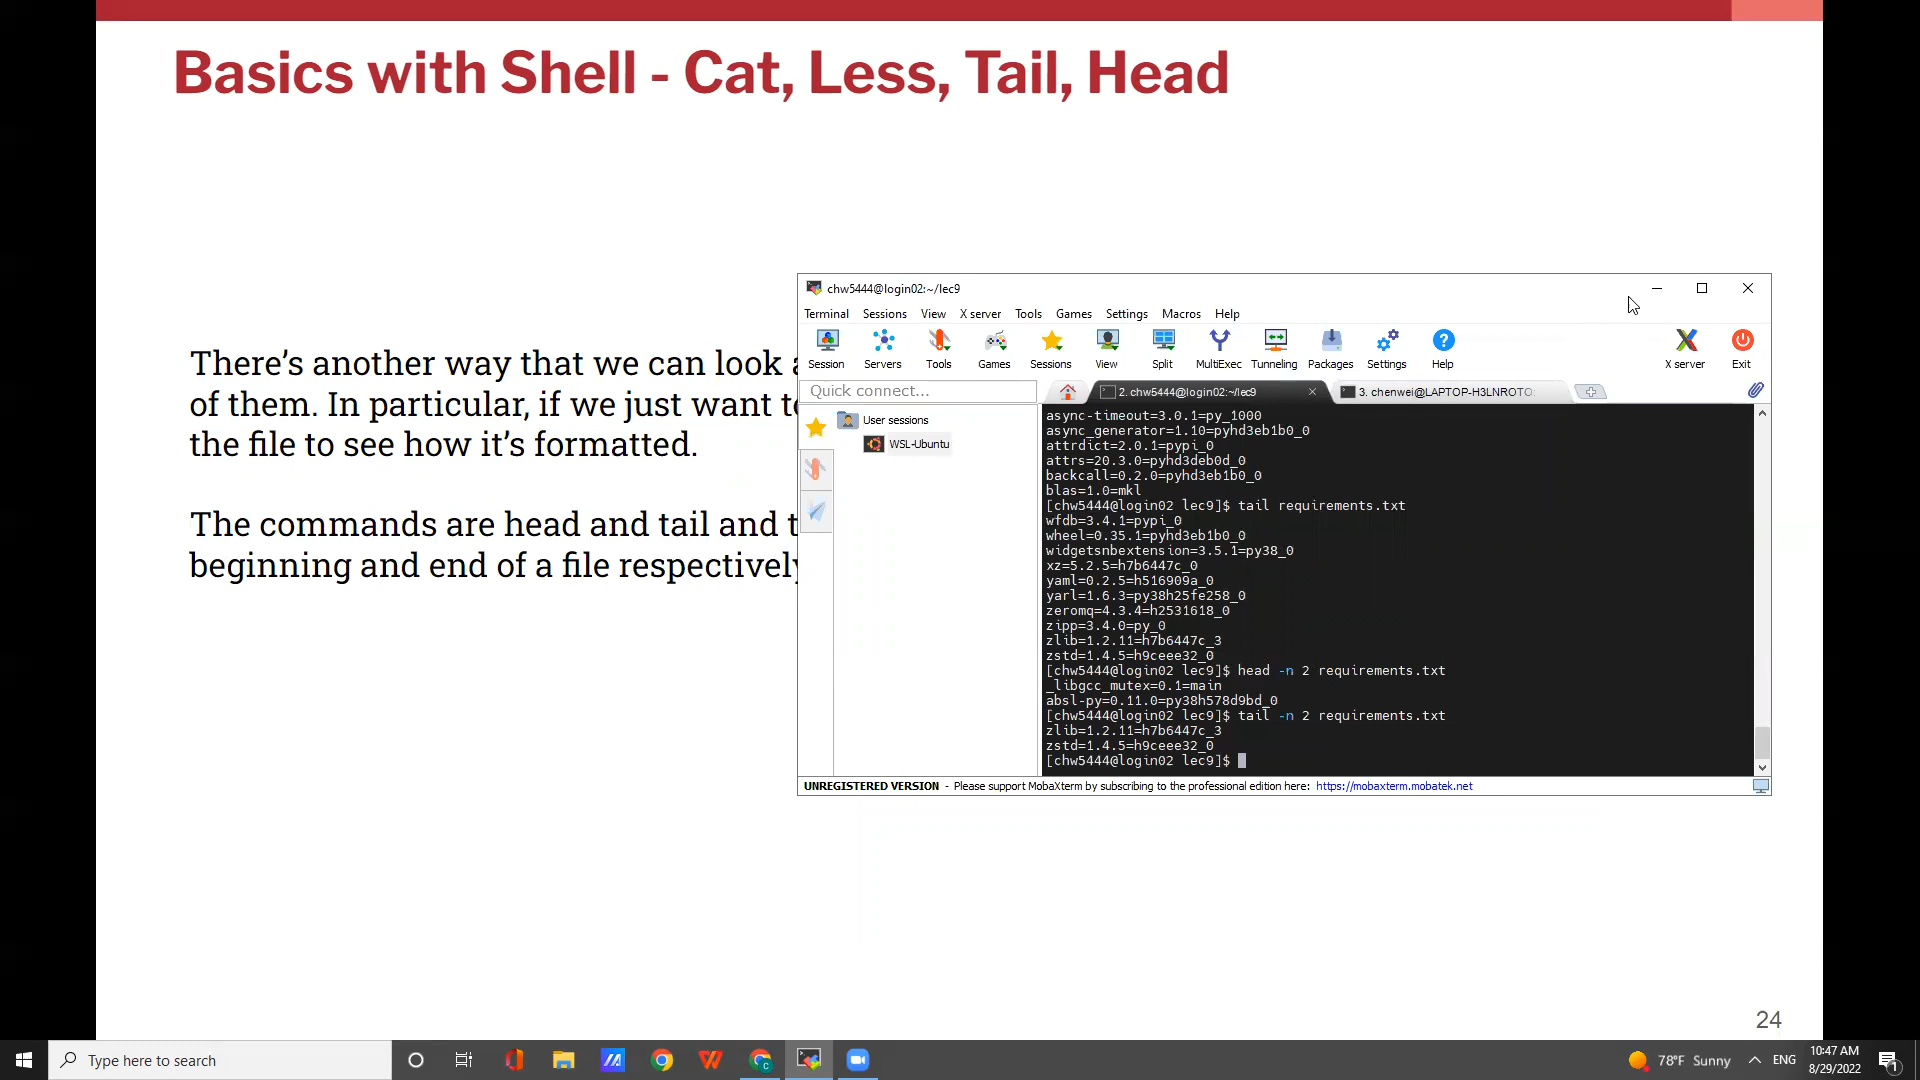 Basics with Shell - Cat, Less, Tail, Head
There's another way that we can look
of them. In particular, if we just want
the file to see how it's formatted.
The commands are head and tail and
beginning and end of a file respectively
chw5444@login02:~/lec9
Terminal Sessions View X server Tools Games Settings Macros Help
Session Servers Tools Games Sessions View Split MultiExec Tunneling Packages Settings Help X server Exit
Quick connect...
2. chw5444@login02:~/lec9
3. chenwei@LAPTOP-H3LNROTO:
User sessions
WSL-Ubuntu
async-timeout=3.0.1=py_1000
async_generator=1.10=pyhd3eb1b0_0
attrdict=2.0.1=pypi_0
attrs=20.3.0=pyhd3deb0d_0
backcall=0.2.0=pyhd3eb1b0_0
blas=1.0=mkl
[chw5444@login02 lec9]$ tail requirements.txt
wfdb=3.4.1=pypi_0
wheel=0.35.1=pyhd3eb1b0_0
widgetsnbextension=3.5.1=py38_0
xz=5.2.5=h7b6447c_0
yaml=0.2.5=h516909a_0
yarl=1.6.3=py38h25fe258_0
zeromq=4.3.4=h2531618_0
zipp=3.4.0=py_0
zlib=1.2.11=h7b6447c_3
zstd=1.4.5=h9ceee32_0
[chw5444@login02 lec9]$ head -n 2 requirements.txt
_libgcc_mutex=0.1=main
absl-py=0.11.0=py38h578d9bd_0
[chw5444@login02 lec9]$ tail -n 2 requirements.txt
zlib=1.2.11=h7b6447c_3
zstd=1.4.5=h9ceee32_0
[chw5444@login02 lec9]$
UNREGISTERED VERSION - Please support MobaXterm by subscribing to the professional edition here: https://mobaxterm.mobatek.net
24
Type here to search
78°F Sunny
ENG
10:47 AM
8/29/2022
1